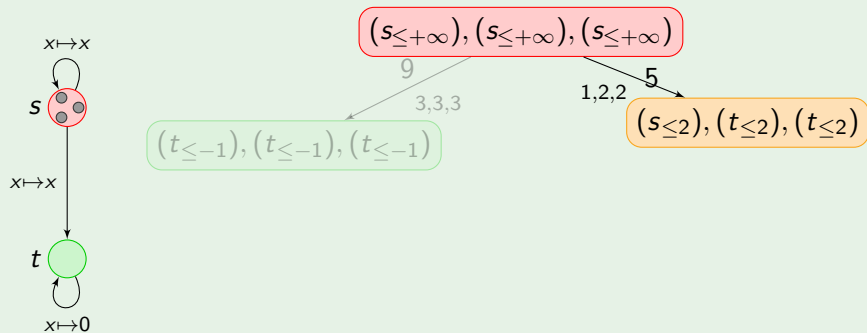 x↦x
s
x↦x
t
x↦0
(s≤+∞),(s≤+∞),(s≤+∞)
9
3,3,3
5
1,2,2
(t≤−1),(t≤−1),(t≤−1)
(s≤2),(t≤2),(t≤2)